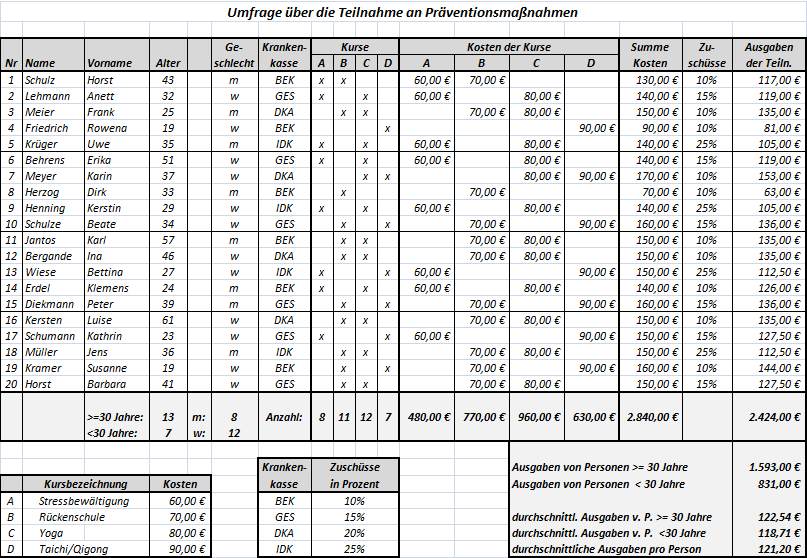 Umfrage über die Teilnahme an Präventionsmaßnahmen
Ge- Kranken- Kurse Kosten der Kurse Summe Zu- Ausgaben
Nr Name Vorname Alter schlecht kasse A B C D A B C D Kosten schüsse der Teiln.
1 Schulz Horst 43 m BEK x x 60,00 € 70,00 € 130,00 € 10% 117,00 €
2 Lehmann Anett 32 w GES x x 60,00 € 80,00 € 140,00 € 15% 119,00 €
3 Meier Frank 25 m DKA x x 70,00 € 80,00 € 150,00 € 10% 135,00 €
4 Friedrich Rowena 19 w BEK x 90,00 € 90,00 € 10% 81,00 €
5 Krüger Uwe 35 m IDK x x 60,00 € 80,00 € 140,00 € 25% 105,00 €
6 Behrens Erika 51 w GES x x 60,00 € 80,00 € 140,00 € 15% 119,00 €
7 Meyer Karin 37 w DKA x x 80,00 € 90,00 € 170,00 € 10% 153,00 €
8 Herzog Dirk 33 m BEK x 70,00 € 70,00 € 10% 63,00 €
9 Henning Kerstin 29 w IDK x x 60,00 € 80,00 € 140,00 € 25% 105,00 €
10 Schulze Beate 34 w GES x x 70,00 € 90,00 € 160,00 € 15% 136,00 €
11 Jantos Karl 57 m BEK x x 70,00 € 80,00 € 150,00 € 10% 135,00 €
12 Bergande Ina 46 w DKA x x 70,00 € 80,00 € 150,00 € 10% 135,00 €
13 Wiese Bettina 27 w IDK x x 60,00 € 90,00 € 150,00 € 25% 112,50 €
14 Erdel Klemens 24 m BEK x x 60,00 € 80,00 € 140,00 € 10% 126,00 €
15 Diekmann Peter 39 m GES x x 70,00 € 90,00 € 160,00 € 15% 136,00 €
16 Kersten Luise 61 w DKA x x 70,00 € 80,00 € 150,00 € 10% 135,00 €
17 Schumann Kathrin 23 w GES x x 60,00 € 90,00 € 150,00 € 15% 127,50 €
18 Müller Jens 36 m IDK x x 70,00 € 80,00 € 150,00 € 25% 112,50 €
19 Kramer Susanne 19 w BEK x x 70,00 € 90,00 € 160,00 € 10% 144,00 €
20 Horst Barbara 41 w GES x x 70,00 € 80,00 € 150,00 € 15% 127,50 €
>=30 Jahre: 13 m: 8 Anzahl: 8 11 12 7 480,00 € 770,00 € 960,00 € 630,00 € 2.840,00 € 2.424,00 €
<30 Jahre: 7 w: 12
Kursbezeichnung Kosten
A Stressbewältigung 60,00 €
B Rückenschule 70,00 €
C Yoga 80,00 €
D Taichi/Qigong 90,00 €
Kranken- Zuschüsse
kasse in Prozent
BEK 10%
GES 15%
DKA 20%
IDK 25%
Ausgaben von Personen >= 30 Jahre 1.593,00 €
Ausgaben von Personen < 30 Jahre 831,00 €
durchschnittl. Ausgaben v. P. >= 30 Jahre 122,54 €
durchschnittl. Ausgaben v. P. <30 Jahre 118,71 €
durchschnittliche Ausgaben pro Person 121,20 €